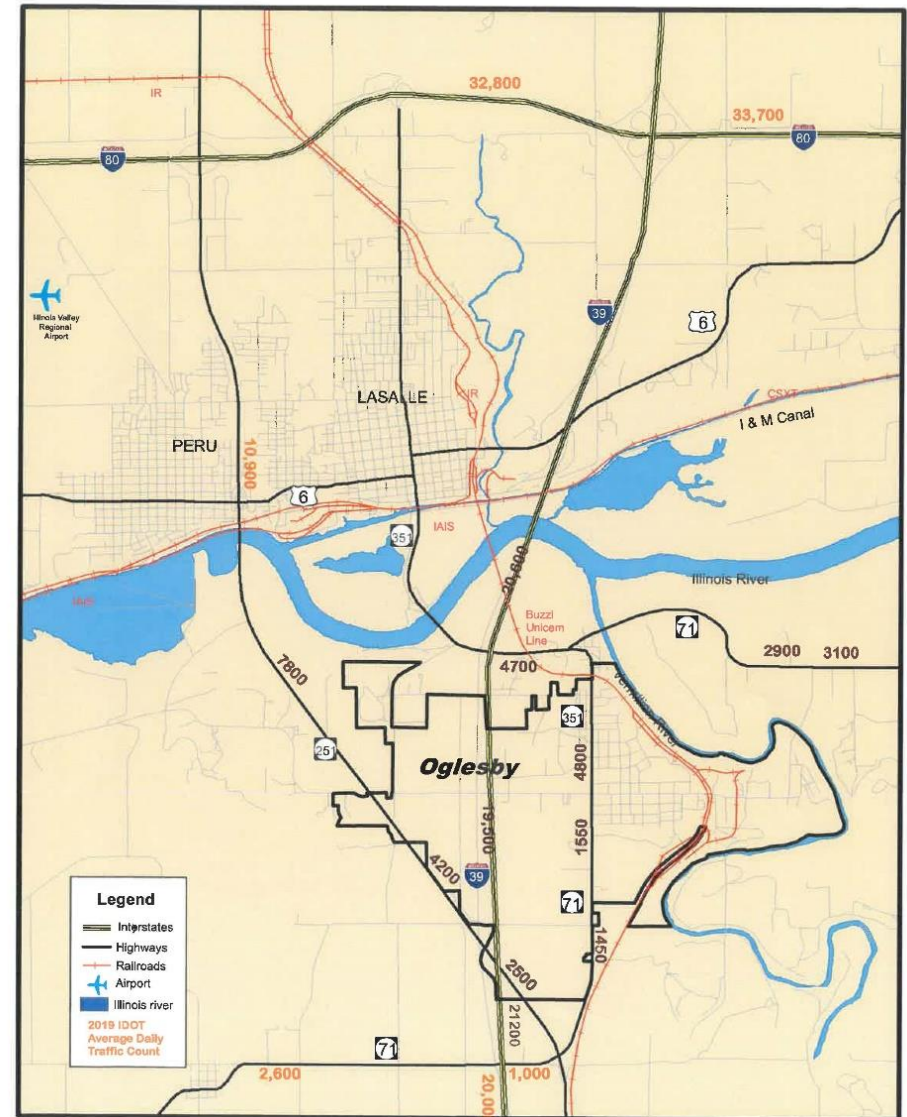 32,800
IR
33,700
80
80
Illinois Valley
Regional
Airport
39
6
LASALLE
IR
CSXT
I & M Canal
PERU
10,900
6
IAIS
351
20,600
Illinois River
IAIS
Buzzi
Unicem
Line
71
2900
3100
4700
7800
Vermilion River
351
251
Oglesby
4800
19,500
1550
4200
39
71
1450
2500
21200
71
2,600
1,000
20,00
Legend
Interstates
Highways
Railroads
Airport
Illinois river
2019 IDOT
Average Daily
Traffic Count